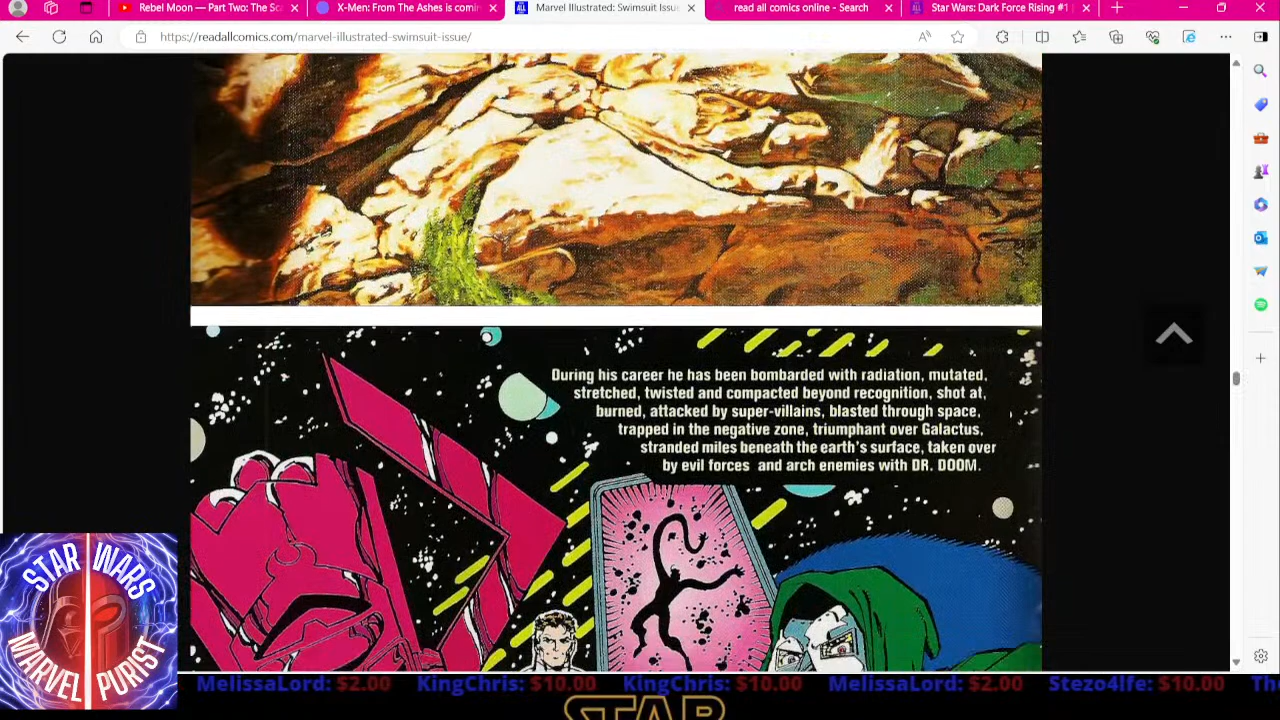 Rebel Moon — Part Two: The Sc
X-Men: From The Ashes is comi
Marvel Illustrated: Swimsuit Issu
read all comics online - Search
Star Wars: Dark Force Rising #1
https://readallcomics.com/marvel-illustrated-swimsuit-issue/
During his career he has been bombarded with radiation, mutated,
stretched, twisted and compacted beyond recognition, shot at,
burned, attacked by super-villains, blasted through space,
trapped in the negative zone, triumphant over Galactus,
stranded miles beneath the earth's surface, taken over
by evil forces and arch enemies with DR. DOOM.
STAR WARS
MARVEL PURIST
MelissaLord: $2.00 KingChris: $10.00 KingChris: $10.00 MelissaLord: $2.00 Stezo4lfe: $10.00 The
STAR